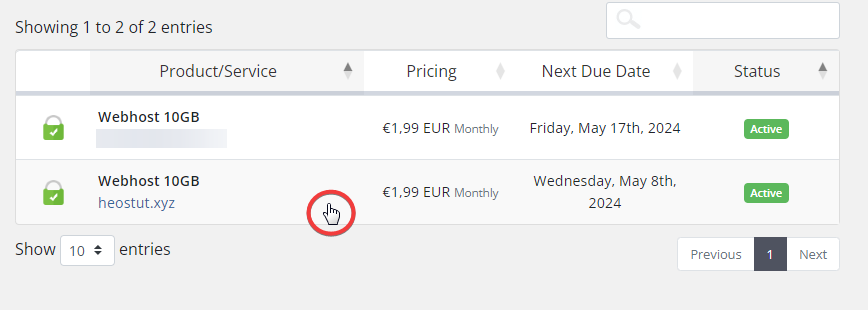 Showing 1 to 2 of 2 entries
Product/Service Pricing Next Due Date Status
Webhost 10GB €1,99 EUR Monthly Friday, May 17th, 2024 Active
Webhost 10GB
heostut.xyz
€1,99 EUR Monthly
Wednesday, May 8th,
2024
Active
Show 10 entries
Previous 1 Next